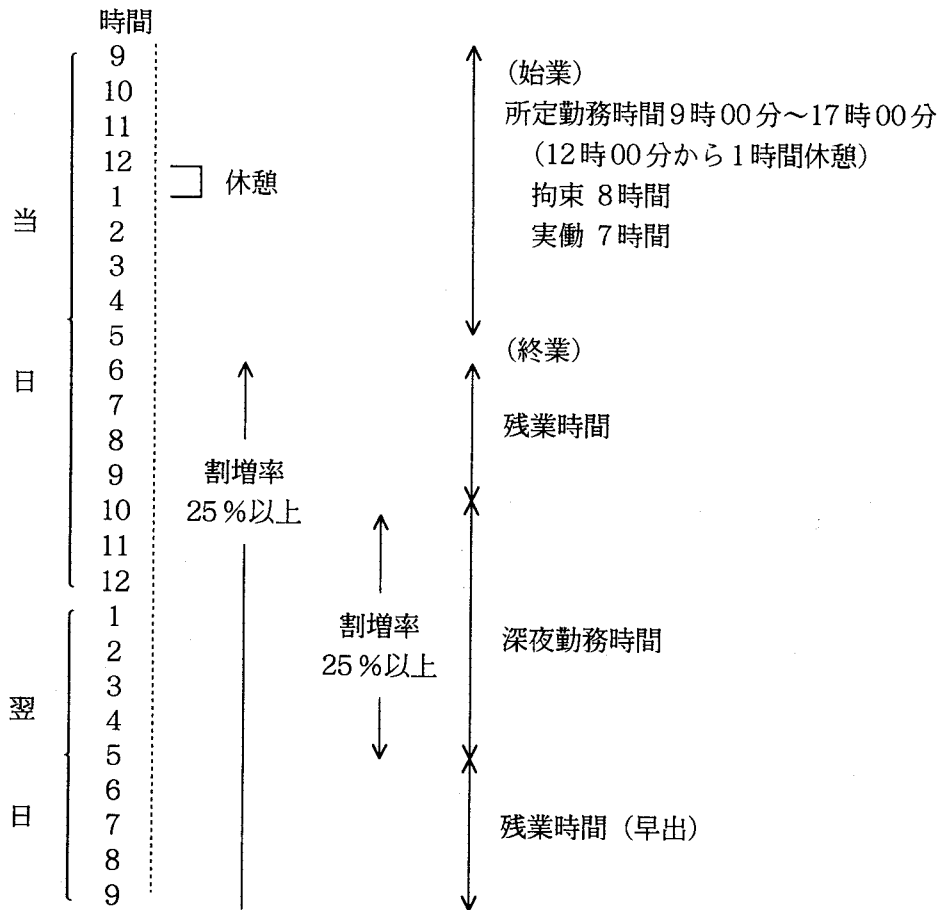 時間
9
10
11
12
1
2
3
4
5
6
7
8
9
10
11
12
1
2
3
4
5
6
7
8
9
当
日
翌
日
休憩
割増率
25%以上
割増率
25%以上
(始業)
所定勤務時間9時00分～17時00分
(12時00分から1時間休憩)
拘束 8時間
実働 7時間
(終業)
残業時間
深夜勤務時間
残業時間（早出）